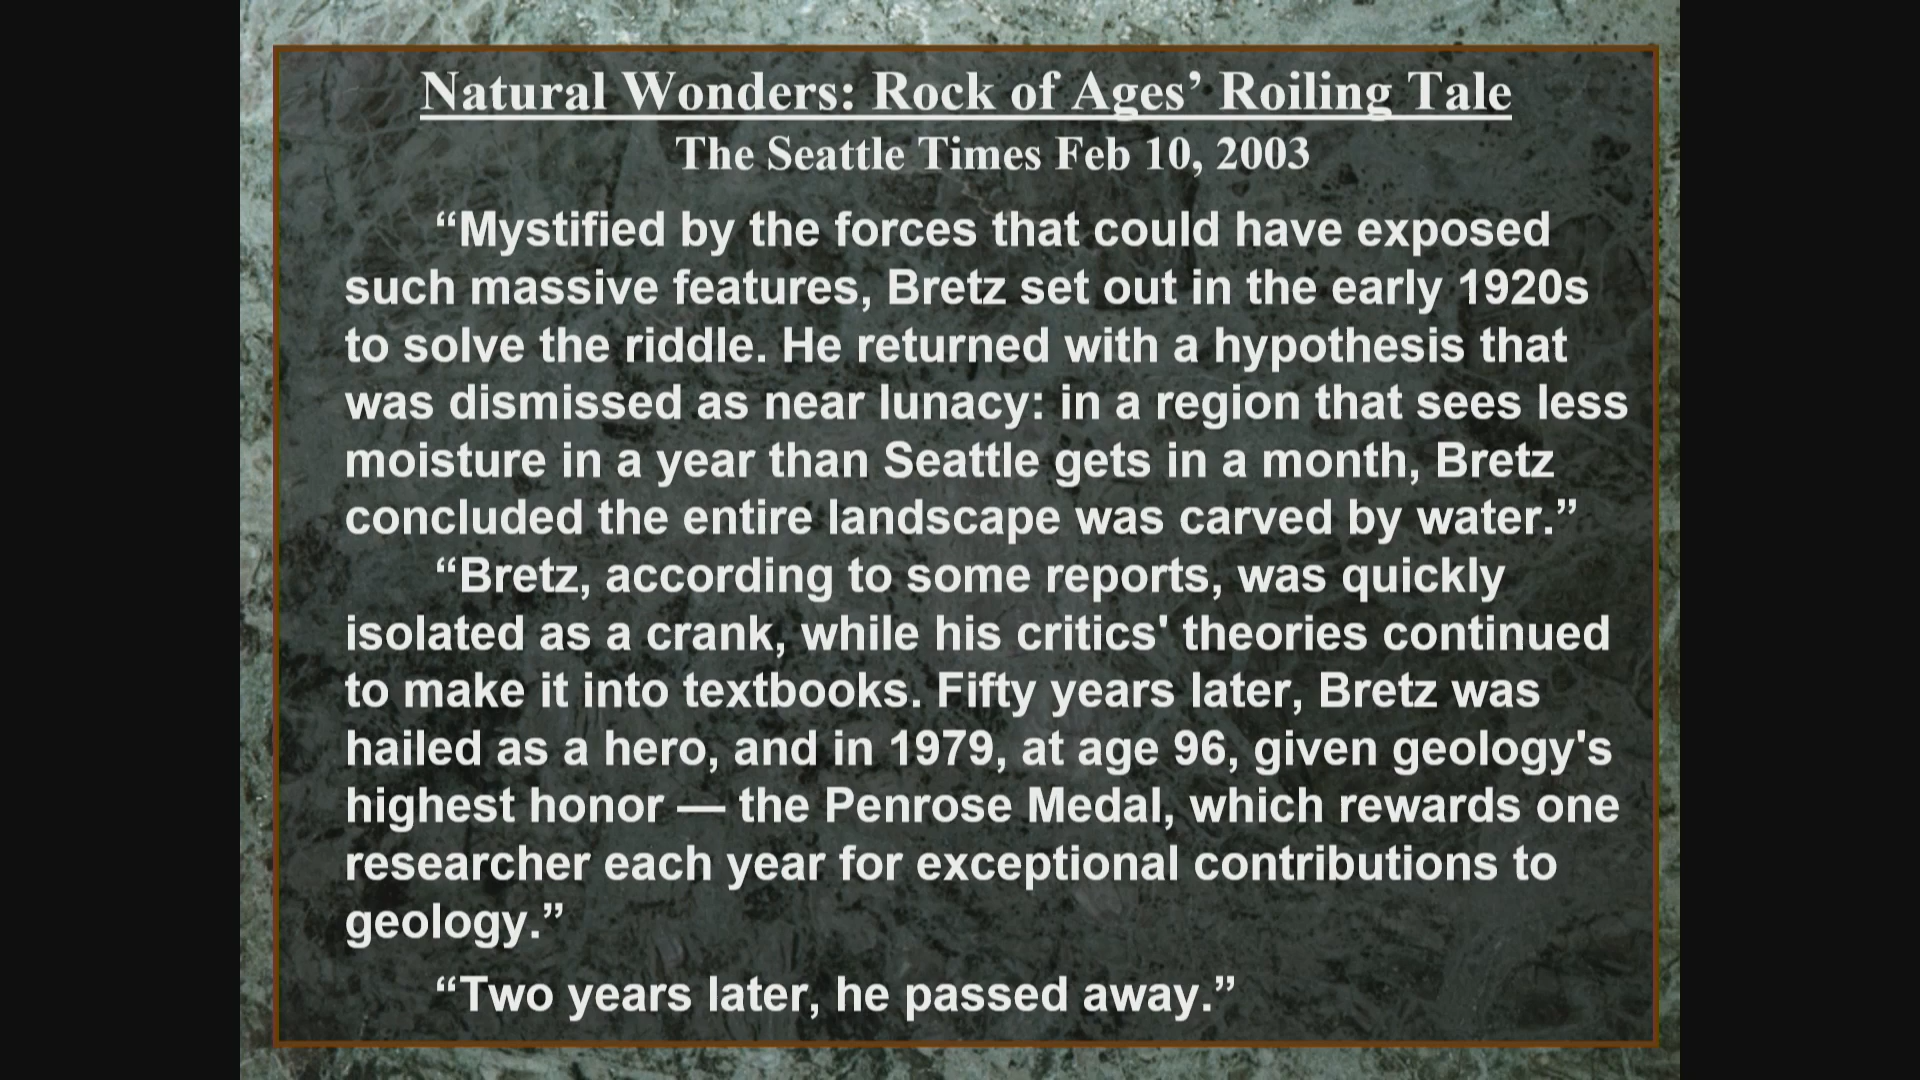 Natural Wonders: Rock of Ages’ Roiling Tale
The Seattle Times Feb 10, 2003
“Mystified by the forces that could have exposed
such massive features, Bretz set out in the early 1920s
to solve the riddle. He returned with a hypothesis that
was dismissed as near lunacy: in a region that sees less
moisture in a year than Seattle gets in a month, Bretz
concluded the entire landscape was carved by water.”
“Bretz, according to some reports, was quickly
isolated as a crank, while his critics' theories continued
to make it into textbooks. Fifty years later, Bretz was
hailed as a hero, and in 1979, at age 96, given geology's
highest honor — the Penrose Medal, which rewards one
researcher each year for exceptional contributions to
geology.”
“Two years later, he passed away.”